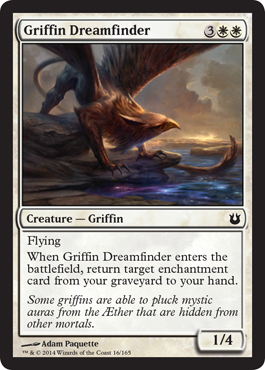 Griffin Dreamfinder 3
Creature — Griffin
Flying
When Griffin Dreamfinder enters the
battlefield, return target enchantment
card from your graveyard to your hand.
Some griffins are able to pluck mystic
auras from the Æther that are hidden from
other mortals.
Adam Paquette
1/4
™ & © 2014 Wizards of the Coast 16/165